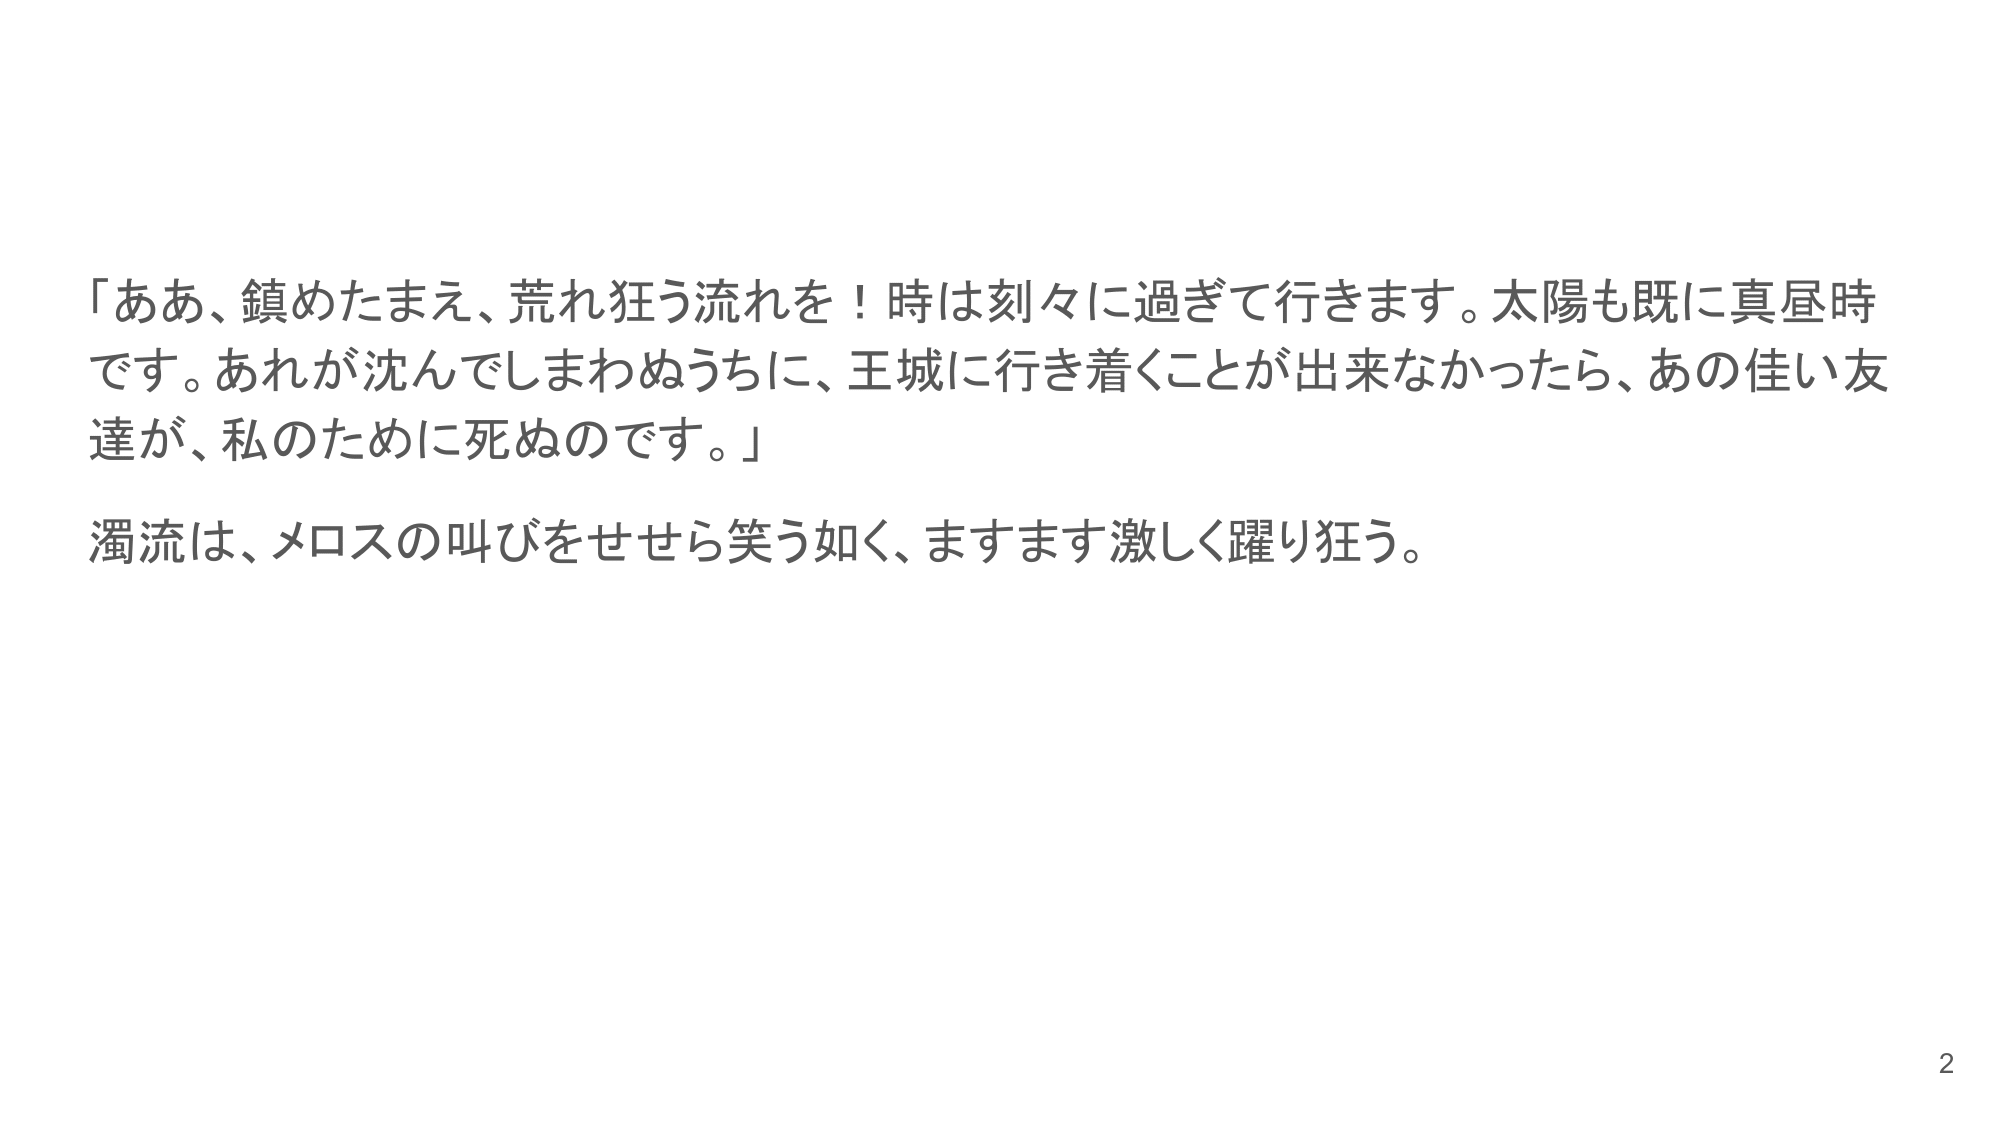 「ああ、鎮めたまえ、荒れ狂う流れを！時は刻々に過ぎて行きます。太陽も既に真昼時
です。あれが沈んでしまわぬうちに、王城に行き着くことが出来なかったら、あの佳い友
達が、私のために死ぬのです。」
濁流は、メロスの叫びをせせら笑う如く、ますます激しく躍り狂う。
2